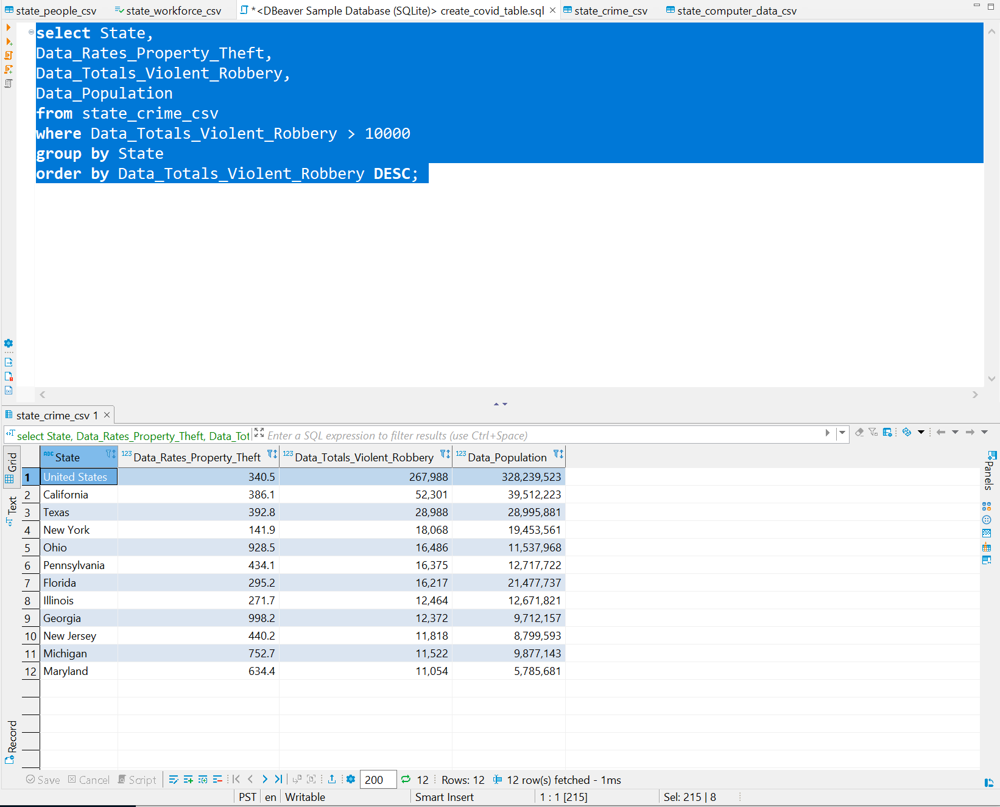 state_people_csv state_workforce_csv *<DBeaver Sample Database (SQLite)> create_covid_table.sql state_crime_csv state_computer_data_csv
select State,
Data_Rates_Property_Theft,
Data_Totals_Violent_Robbery,
Data_Population
from state_crime_csv
where Data_Totals_Violent_Robbery > 10000
group by State
order by Data_Totals_Violent_Robbery DESC;
state_crime_csv 1
select State, Data_Rates_Property_Theft, Data_Tot Enter a SQL expression to filter results (use Ctrl+Space)
Grid
Text
Record
Panels
ABC State 123 Data_Rates_Property_Theft 123 Data_Totals_Violent_Robbery 123 Data_Population
1 United States 340.5 267,988 328,239,523
2 California 386.1 52,301 39,512,223
3 Texas 392.8 28,988 28,995,881
4 New York 141.9 18,068 19,453,561
5 Ohio 928.5 16,486 11,537,968
6 Pennsylvania 434.1 16,375 12,717,722
7 Florida 295.2 16,217 21,477,737
8 Illinois 271.7 12,464 12,671,821
9 Georgia 998.2 12,372 9,712,157
10 New Jersey 440.2 11,818 8,799,593
11 Michigan 752.7 11,522 9,877,143
12 Maryland 634.4 11,054 5,785,681
Save Cancel Script 200 12 Rows: 12 12 row(s) fetched - 1ms
PST en Writable Smart Insert 1 : 1 [215] Sel: 215 | 8